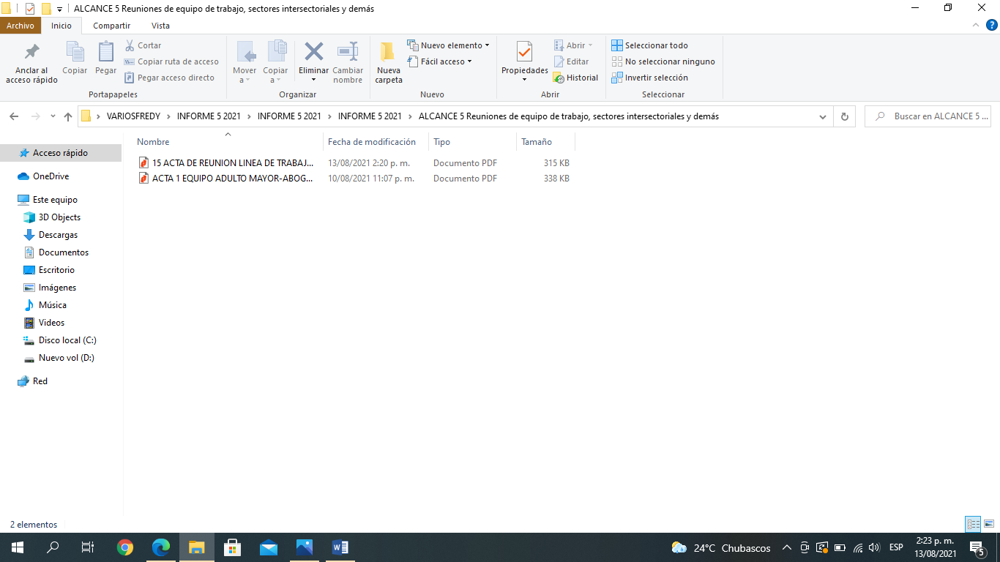 ALCANCE 5 Reuniones de equipo de trabajo, sectores intersectoriales y demás
Archivo Inicio Compartir Vista
Anclar al acceso rápido
Copiar
Pegar
Cortar
Copiar ruta de acceso
Pegar acceso directo
Portapapeles
Mover a
Copiar a
Eliminar
Cambiar nombre
Organizar
Nueva carpeta
Nuevo elemento
Fácil acceso
Nuevo
Propiedades
Abrir
Editar
Historial
Abrir
Seleccionar todo
No seleccionar ninguno
Invertir selección
Seleccionar
VARIOSFREDY INFORME 5 2021 INFORME 5 2021 INFORME 5 2021 ALCANCE 5 Reuniones de equipo de trabajo, sectores intersectoriales y demás
Buscar en ALCANCE 5 ...
Nombre Fecha de modificación Tipo Tamaño
15 ACTA DE REUNION LINEA DE TRABAJ... 13/08/2021 2:20 p. m. Documento PDF 315 KB
ACTA 1 EQUIPO ADULTO MAYOR-ABOG... 10/08/2021 11:07 p. m. Documento PDF 338 KB
Acceso rápido
OneDrive
Este equipo
3D Objects
Descargas
Documentos
Escritorio
Imágenes
Música
Videos
Disco local (C:)
Nuevo vol (D:)
Red
2 elementos
24°C Chubascos
ESP
2:23 p. m.
13/08/2021
5